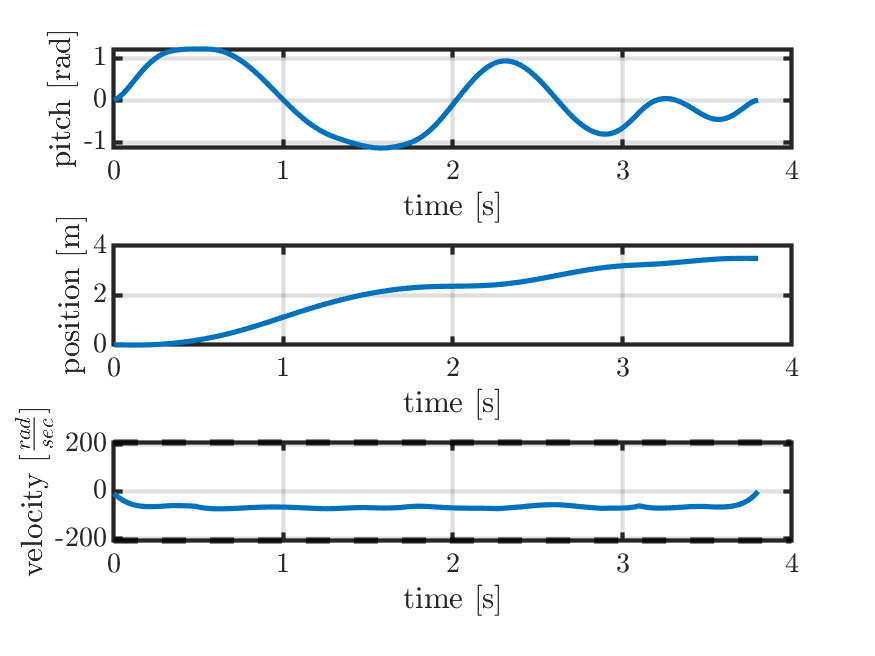 pitch [rad]
1
0
-1
0 1 2 3 4
time [s]
position [m]
4
2
0
0 1 2 3 4
time [s]
velocity [rad/sec]
200
0
-200
0 1 2 3 4
time [s]